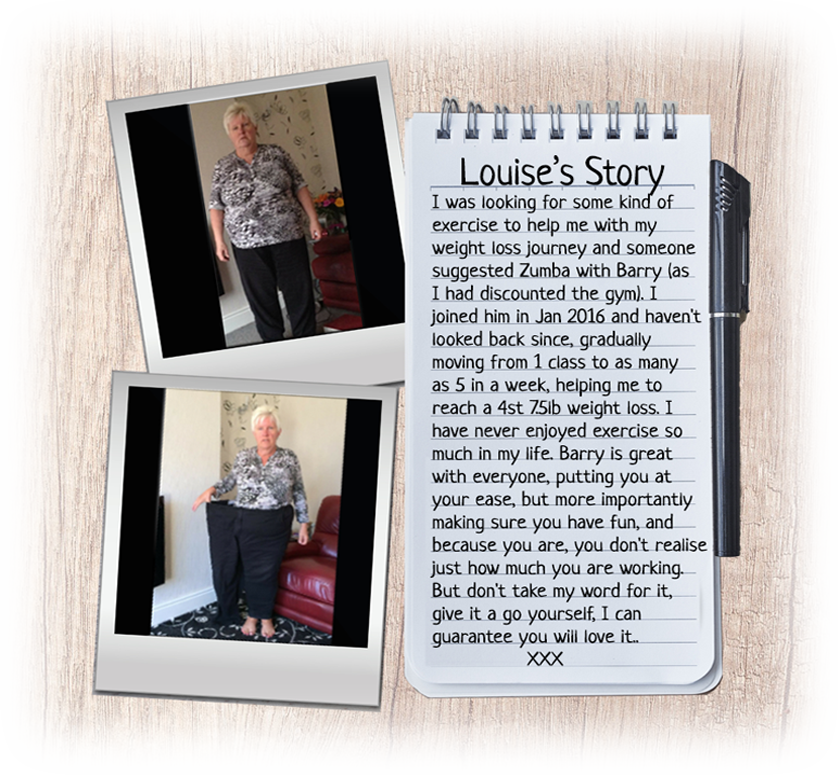 Louise's Story
I was looking for some kind of
exercise to help me with my
weight loss journey and someone
suggested Zumba with Barry (as
I had discounted the gym). I
joined him in Jan 2016 and haven't
looked back since, gradually
moving from 1 class to as many
as 5 in a week, helping me to
reach a 4st 7.5lb weight loss. I
have never enjoyed exercise so
much in my life. Barry is great
with everyone, putting you at
your ease, but more importantly
making sure you have fun, and
because you are, you don't realise
just how much you are working.
But don't take my word for it,
give it a go yourself, I can
guarantee you will love it..
XXX